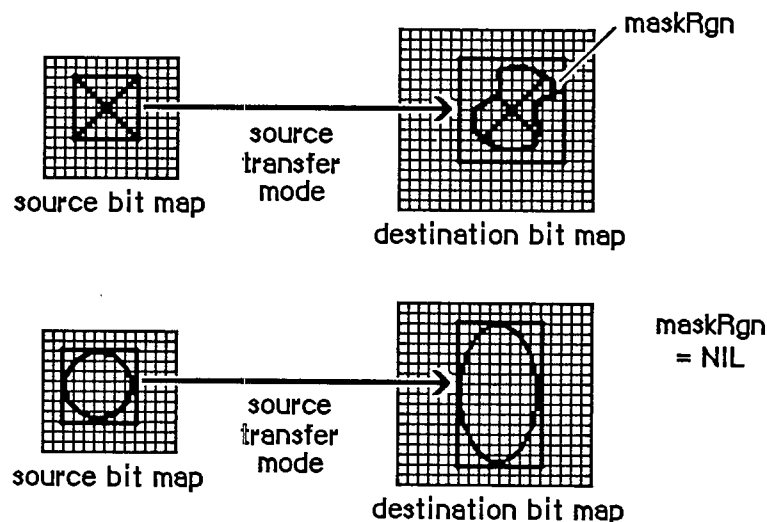 maskRgn
source
transfer
mode
source bit map
destination bit map
maskRgn
= NIL
source
transfer
mode
source bit map
destination bit map